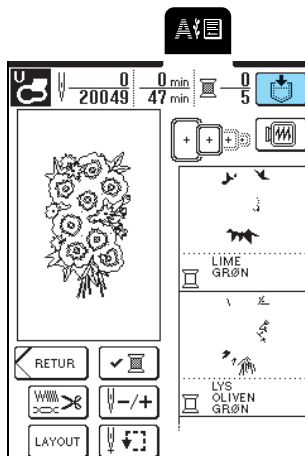 A
U
0 0 min 0
20049 47 min 5
LIME
GRØN
RETUR
LYS
OLIVEN
GRØN
-/+
LAYOUT